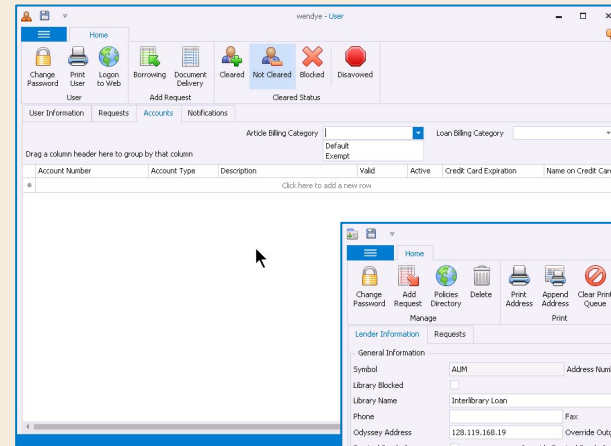 wendye - User
Home
Change Password
Print User
Logon to Web
Borrowing
Document Delivery
Cleared
Not Cleared
Blocked
Disavowed
User
Add Request
Cleared Status
User Information
Requests
Accounts
Notifications
Article Billing Category
Loan Billing Category
Default
Exempt
Drag a column header here to group by that column
Account Number
Account Type
Description
Valid
Active
Credit Card Expiration
Name on Credit Car
Click here to add a new row
Home
Change Password
Add Request
Policies Directory
Delete
Print Address
Append Address
Clear Print Queue
Manage
Print
Lender Information
Requests
General Information
Symbol
AUM
Address Num
Library Blocked
Library Name
Interlibrary Loan
Phone
Fax
Odyssey Address
128.119.168.19
Override Outg